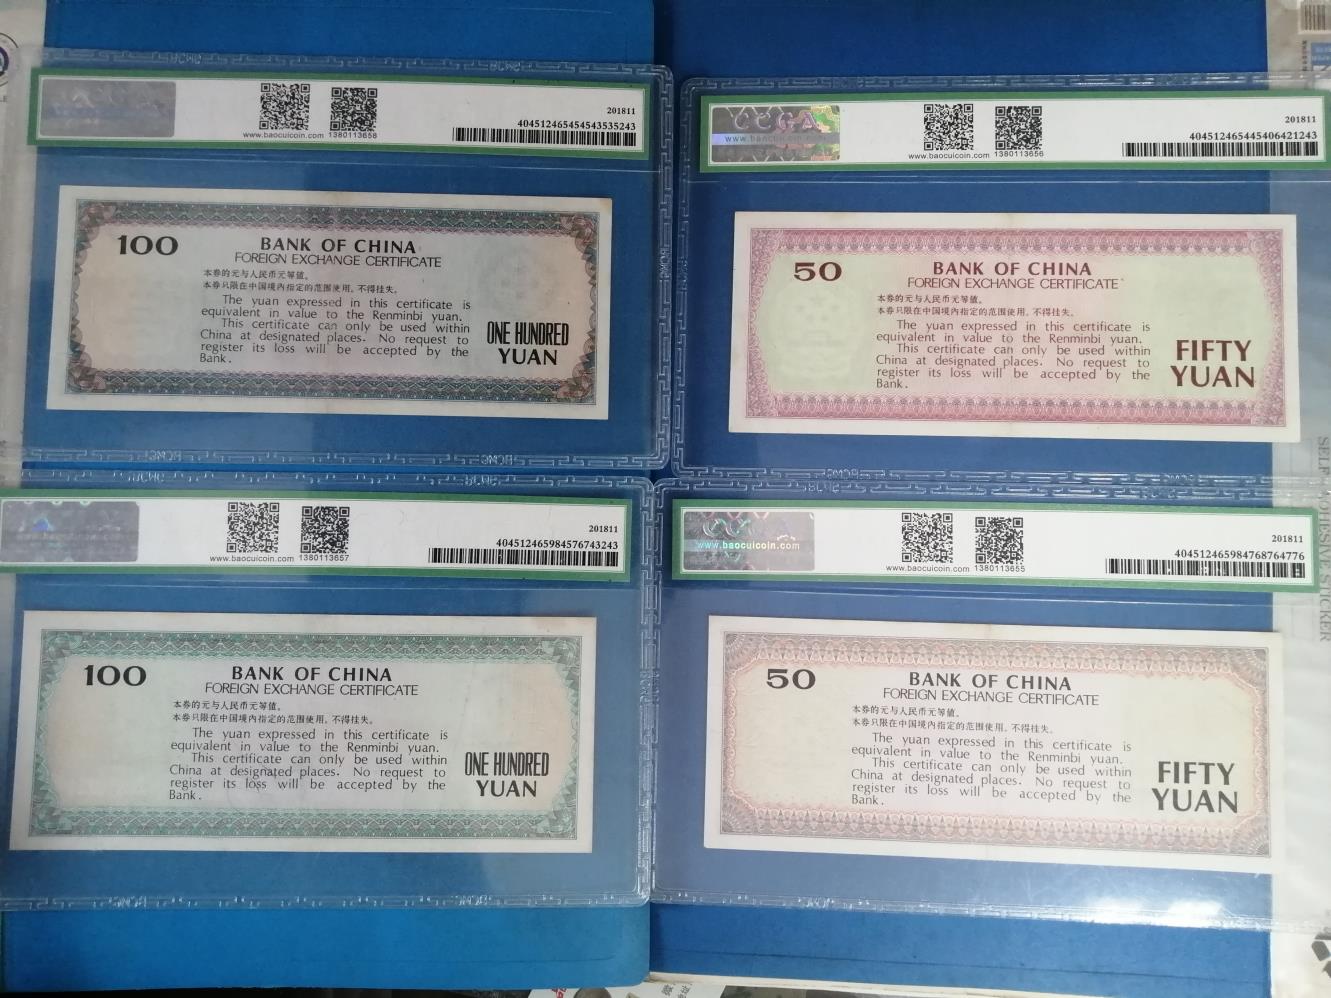 201811
404512465454543535243
www.baocuicoin.com 1380113658
100
BANK OF CHINA
FOREIGN EXCHANGE CERTIFICATE
本券的元与人民币元等值。
本券只限在中国境内指定的范围使用，不得挂失。
The yuan expressed in this certificate is
equivalent in value to the Renminbi yuan.
This certificate can only be used within
China at designated places. No request to
register its loss will be accepted by the
Bank.
ONE HUNDRED
YUAN
CCGA
www.baocuicoin.com
201811
404512465445406421243
www.baocuicoin.com 1380113656
50
BANK OF CHINA
FOREIGN EXCHANGE CERTIFICATE
本券的元与人民币元等值。
本券只限在中国境内指定的范围使用，不得挂失。
The yuan expressed in this certificate is
equivalent in value to the Renminbi yuan.
This certificate can only be used within
China at designated places. No request to
register its loss will be accepted by the
Bank.
FIFTY
YUAN
201811
404512465984576743243
www.baocuicoin.com 1380113657
100
BANK OF CHINA
FOREIGN EXCHANGE CERTIFICATE
本券的元与人民币元等值。
本券只限在中国境内指定的范围使用，不得挂失。
The yuan expressed in this certificate is
equivalent in value to the Renminbi yuan.
This certificate can only be used within
China at designated places. No request to
register its loss will be accepted by the
Bank.
ONE HUNDRED
YUAN
www.baocuicoin.com
201811
404512465984768764776
www.baocuicoin.com 1380113655
50
BANK OF CHINA
FOREIGN EXCHANGE CERTIFICATE
本券的元与人民币元等值。
本券只限在中国境内指定的范围使用，不得挂失。
The yuan expressed in this certificate is
equivalent in value to the Renminbi yuan.
This certificate can only be used within
China at designated places. No request to
register its loss will be accepted by the
Bank.
FIFTY
YUAN
STICKER